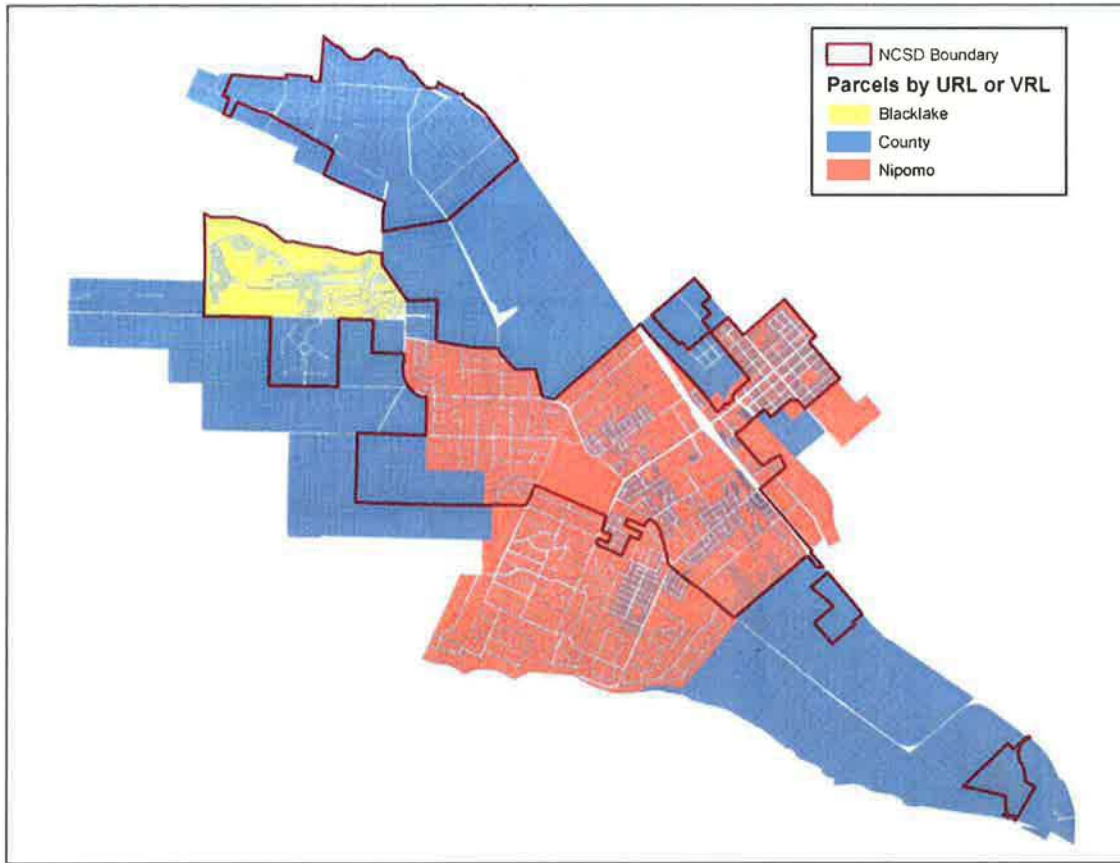 NCSD Boundary
Parcels by URL or VRL
Blacklake
County
Nipomo